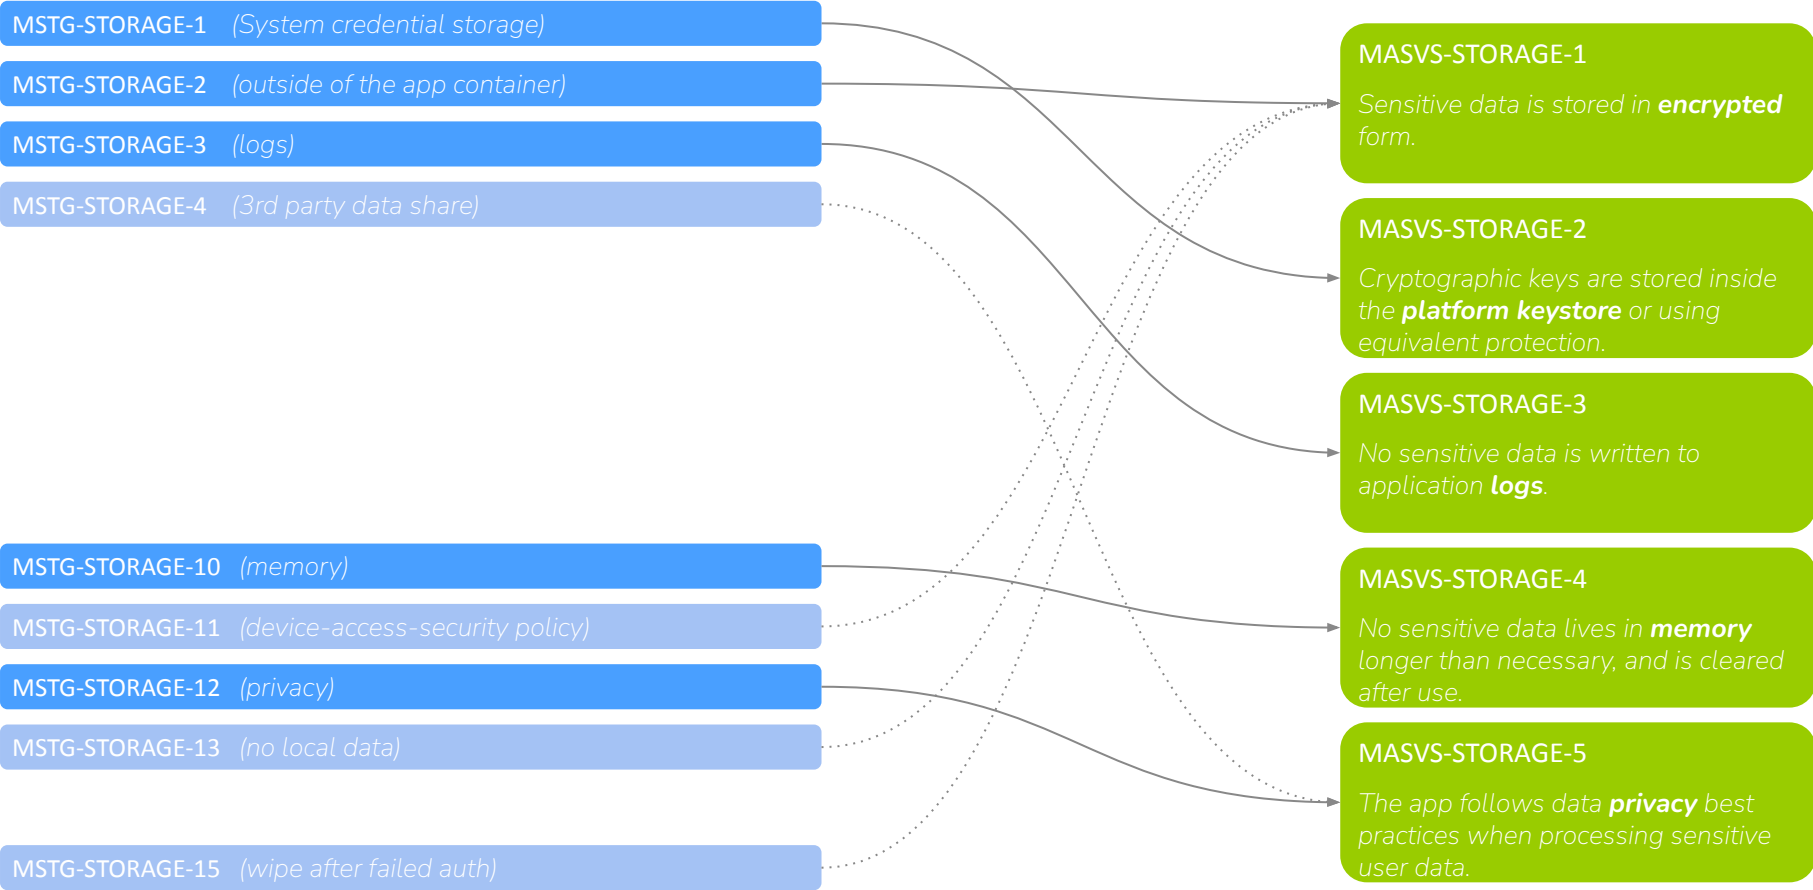 MSTG-STORAGE-1 (System credential storage)
MSTG-STORAGE-2 (outside of the app container)
MSTG-STORAGE-3 (logs)
MSTG-STORAGE-4 (3rd party data share)
MSTG-STORAGE-10 (memory)
MSTG-STORAGE-11 (device-access-security policy)
MSTG-STORAGE-12 (privacy)
MSTG-STORAGE-13 (no local data)
MSTG-STORAGE-15 (wipe after failed auth)
MASVS-STORAGE-1
Sensitive data is stored in encrypted
form.
MASVS-STORAGE-2
Cryptographic keys are stored inside
the platform keystore or using
equivalent protection.
MASVS-STORAGE-3
No sensitive data is written to
application logs.
MASVS-STORAGE-4
No sensitive data lives in memory
longer than necessary, and is cleared
after use.
MASVS-STORAGE-5
The app follows data privacy best
practices when processing sensitive
user data.